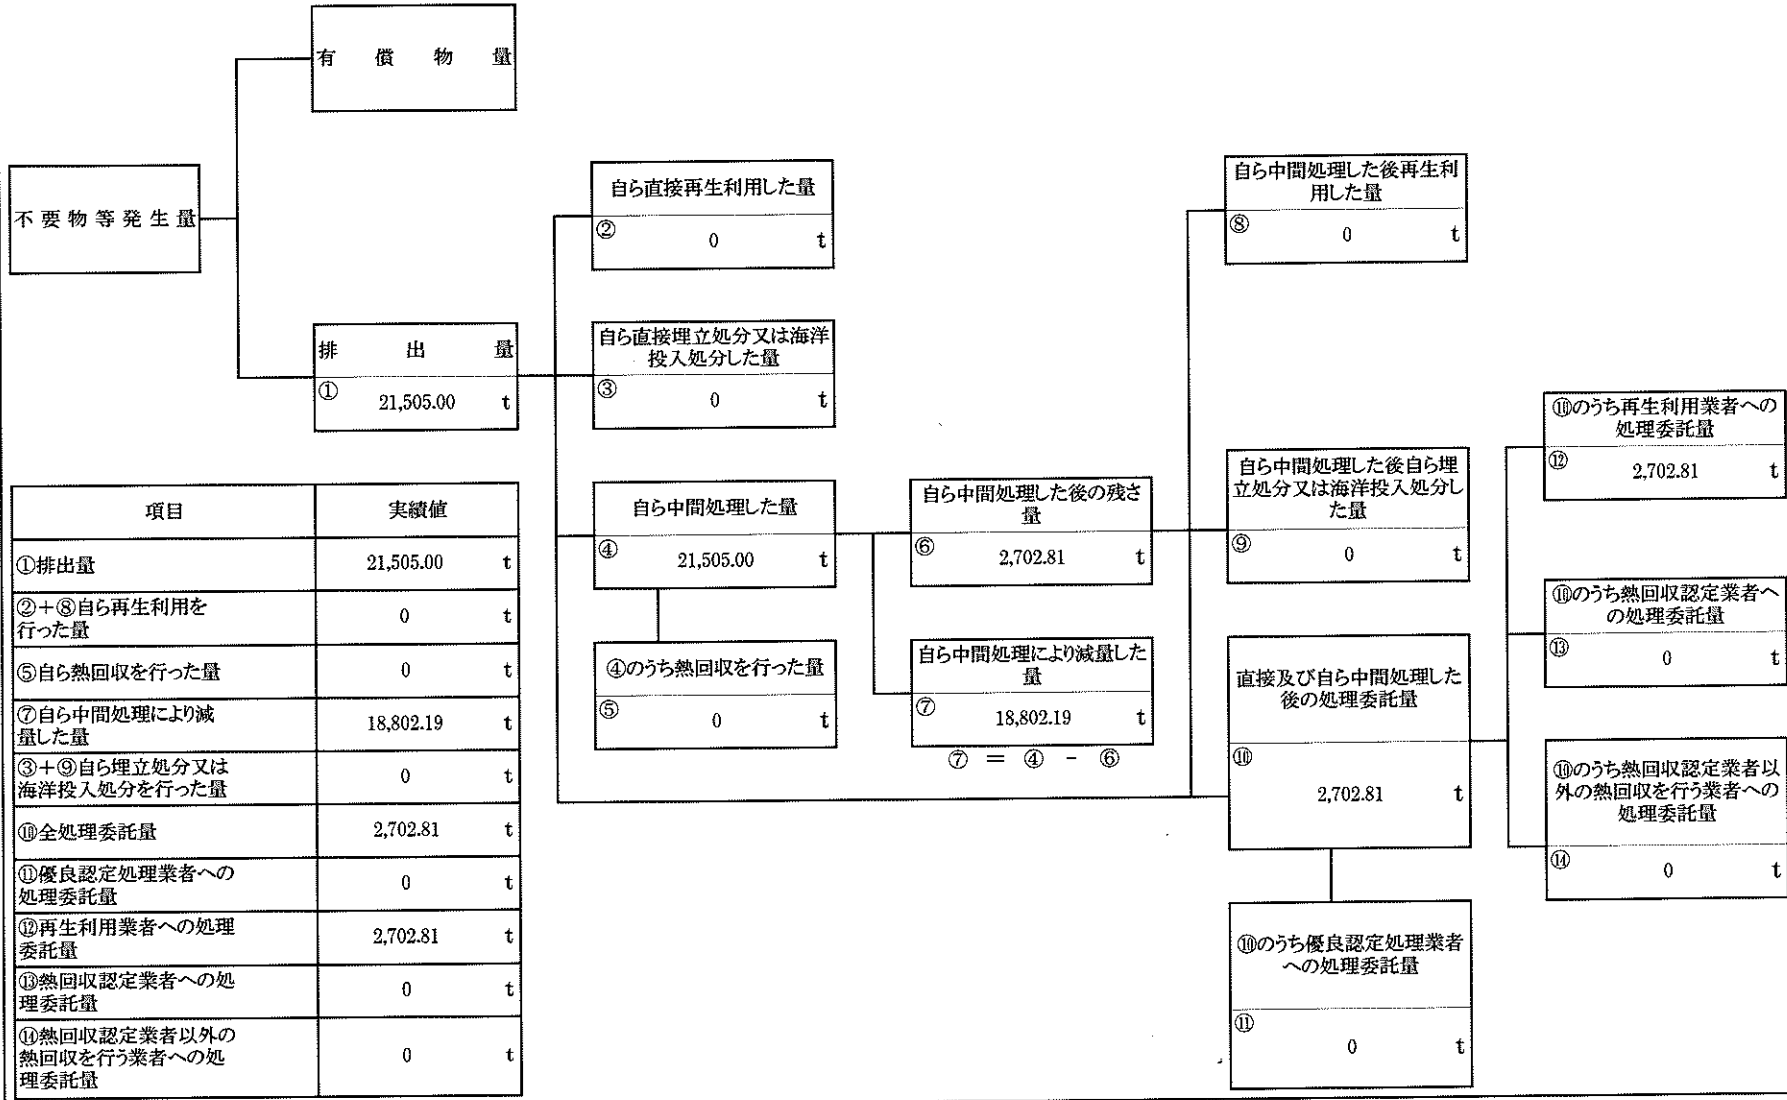 有償物量
不要物等発生量
排出量
① 21,505.00 t
自ら直接再生利用した量
② 0 t
自ら直接埋立処分又は海洋
投入処分した量
③ 0 t
自ら中間処理した量
④ 21,505.00 t
④のうち熱回収を行った量
⑤ 0 t
自ら中間処理した後の残さ
量
⑥ 2,702.81 t
自ら中間処理により減量した
量
⑦ 18,802.19 t
⑦ = ④ - ⑥
自ら中間処理した後再生利
用した量
⑧ 0 t
自ら中間処理した後自ら埋
立処分又は海洋投入処分し
た量
⑨ 0 t
直接及び自ら中間処理した
後の処理委託量
⑩
2,702.81 t
⑩のうち優良認定処理業者
への処理委託量
⑪
0 t
⑩のうち再生利用業者への
処理委託量
⑫ 2,702.81 t
⑩のうち熱回収認定業者へ
の処理委託量
⑬ 0 t
⑩のうち熱回収認定業者以
外の熱回収を行う業者への
処理委託量
⑭ 0 t
項目 実績値
①排出量 21,505.00 t
②+⑧自ら再生利用を
行った量 0 t
⑤自ら熱回収を行った量 0 t
⑦自ら中間処理により減
量した量 18,802.19 t
③+⑨自ら埋立処分又は
海洋投入処分を行った量 0 t
⑩全処理委託量 2,702.81 t
⑪優良認定処理業者への
処理委託量 0 t
⑫再生利用業者への処理
委託量 2,702.81 t
⑬熱回収認定業者への処
理委託量 0 t
⑭熱回収認定業者以外の
熱回収を行う業者への処
理委託量 0 t